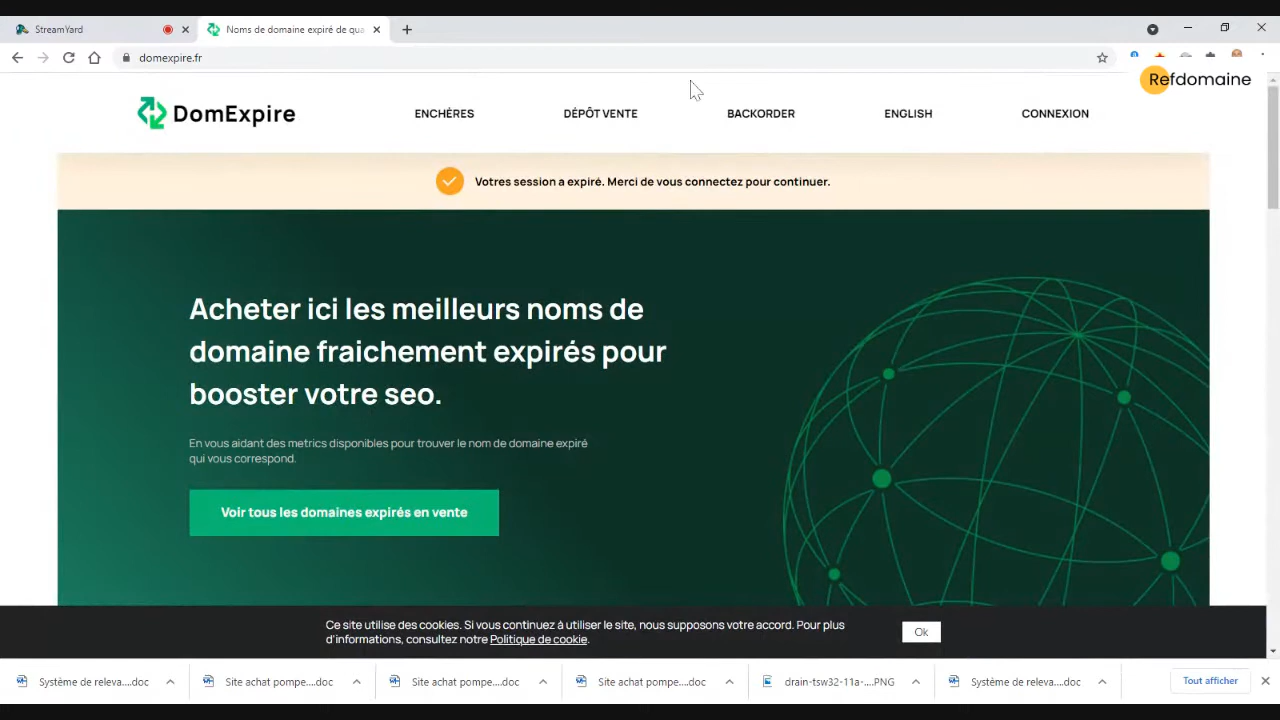 StreamYard
Noms de domaine expiré de qua
domexpire.fr
Refdomaine
DomExpire
ENCHÈRES
DÉPÔT VENTE
BACKORDER
ENGLISH
CONNEXION
Votres session a expiré. Merci de vous connectez pour continuer.
Acheter ici les meilleurs noms de
domaine fraichement expirés pour
booster votre seo.
En vous aidant des metrics disponibles pour trouver le nom de domaine expiré
qui vous correspond.
Voir tous les domaines expirés en vente
Ce site utilise des cookies. Si vous continuez à utiliser le site, nous supposons votre accord. Pour plus
d'informations, consultez notre Politique de cookie.
Ok
Système de releva....doc
Site achat pompe....doc
Site achat pompe....doc
Site achat pompe....doc
drain-tsw32-11a-....PNG
Système de releva....doc
Tout afficher